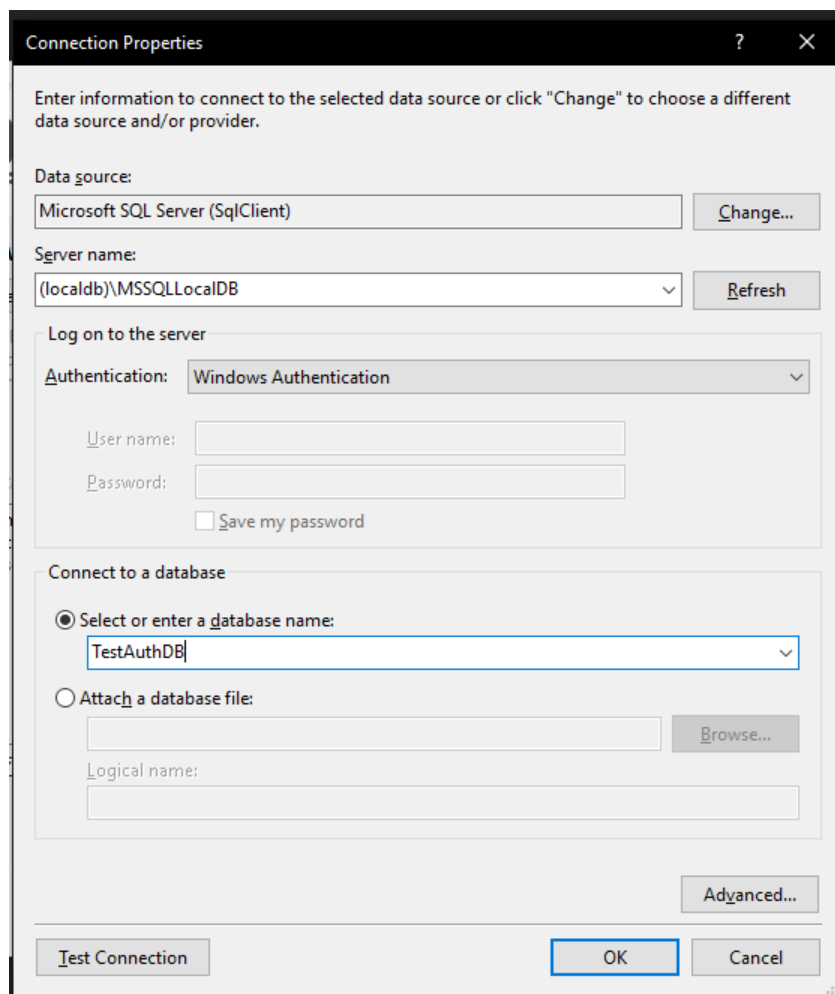 Connection Properties
?
Enter information to connect to the selected data source or click "Change" to choose a different
data source and/or provider.
Data source:
Microsoft SQL Server (SqlClient)
Change...
Server name:
(localdb)\MSSQLLocalDB
Refresh
Log on to the server
Authentication:
Windows Authentication
User name:
Password:
Save my password
Connect to a database
Select or enter a database name:
TestAuthDB
Attach a database file:
Browse...
Logical name:
Advanced...
Test Connection
OK
Cancel